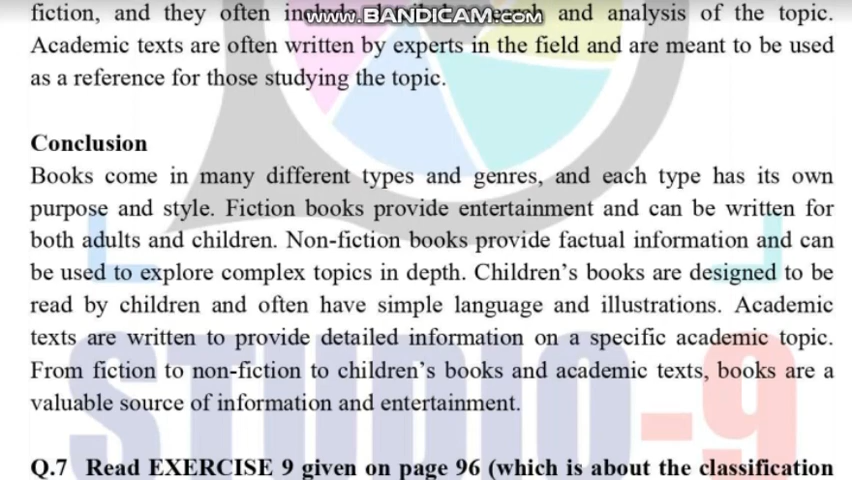 fiction, and they often include detailed research and analysis of the topic.
www.BANDICAM.com
Academic texts are often written by experts in the field and are meant to be used
as a reference for those studying the topic.
Conclusion
Books come in many different types and genres, and each type has its own
purpose and style. Fiction books provide entertainment and can be written for
both adults and children. Non-fiction books provide factual information and can
be used to explore complex topics in depth. Children’s books are designed to be
read by children and often have simple language and illustrations. Academic
texts are written to provide detailed information on a specific academic topic.
From fiction to non-fiction to children’s books and academic texts, books are a
valuable source of information and entertainment.
STUDIO-9
Q.7 Read EXERCISE 9 given on page 96 (which is about the classification